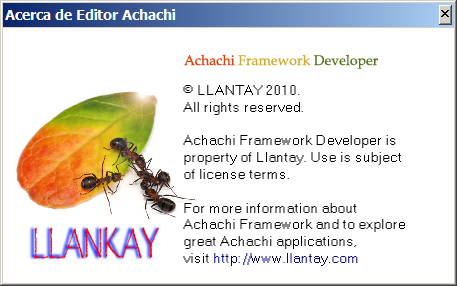 Acerca de Editor Achachi
Achachi Framework Developer
© LLANTAY 2010.
All rights reserved.
Achachi Framework Developer is
property of Llantay. Use is subject
of license terms.
For more information about
Achachi Framework and to explore
great Achachi applications,
visit http://www.llantay.com
LLANKAY